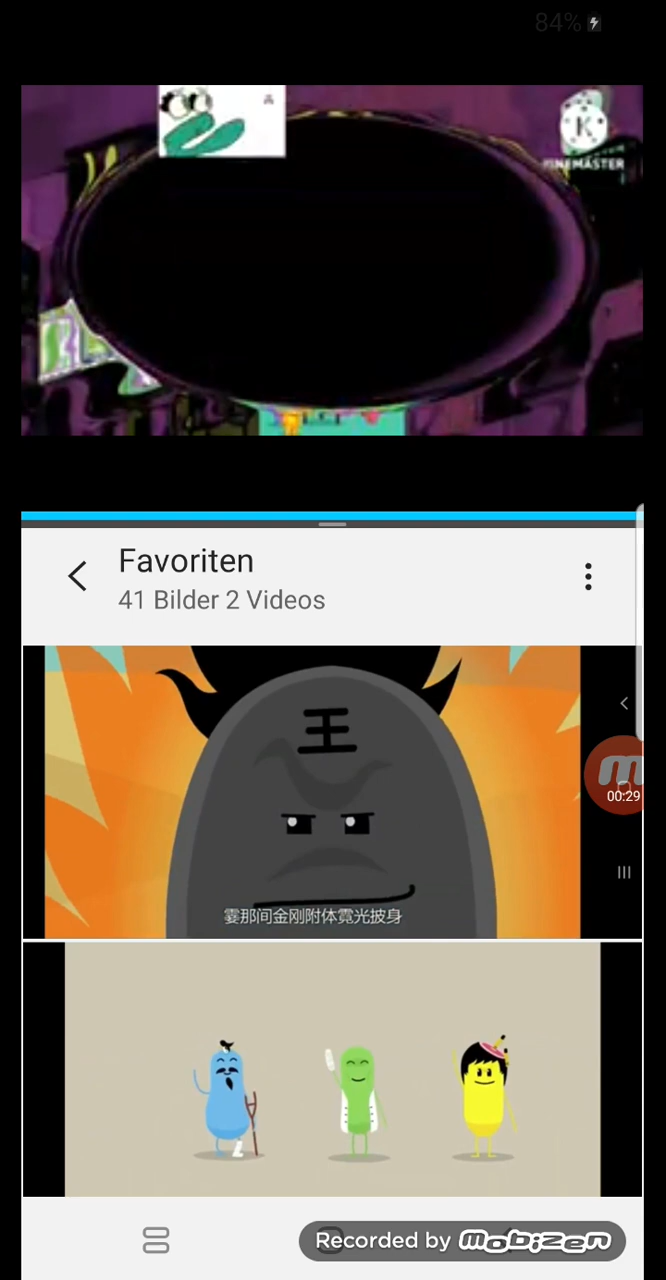 84%
K
KINEMASTER
Favoriten
41 Bilder 2 Videos
王
00:29
霎那间金刚附体霓光披身
Recorded by mobizen